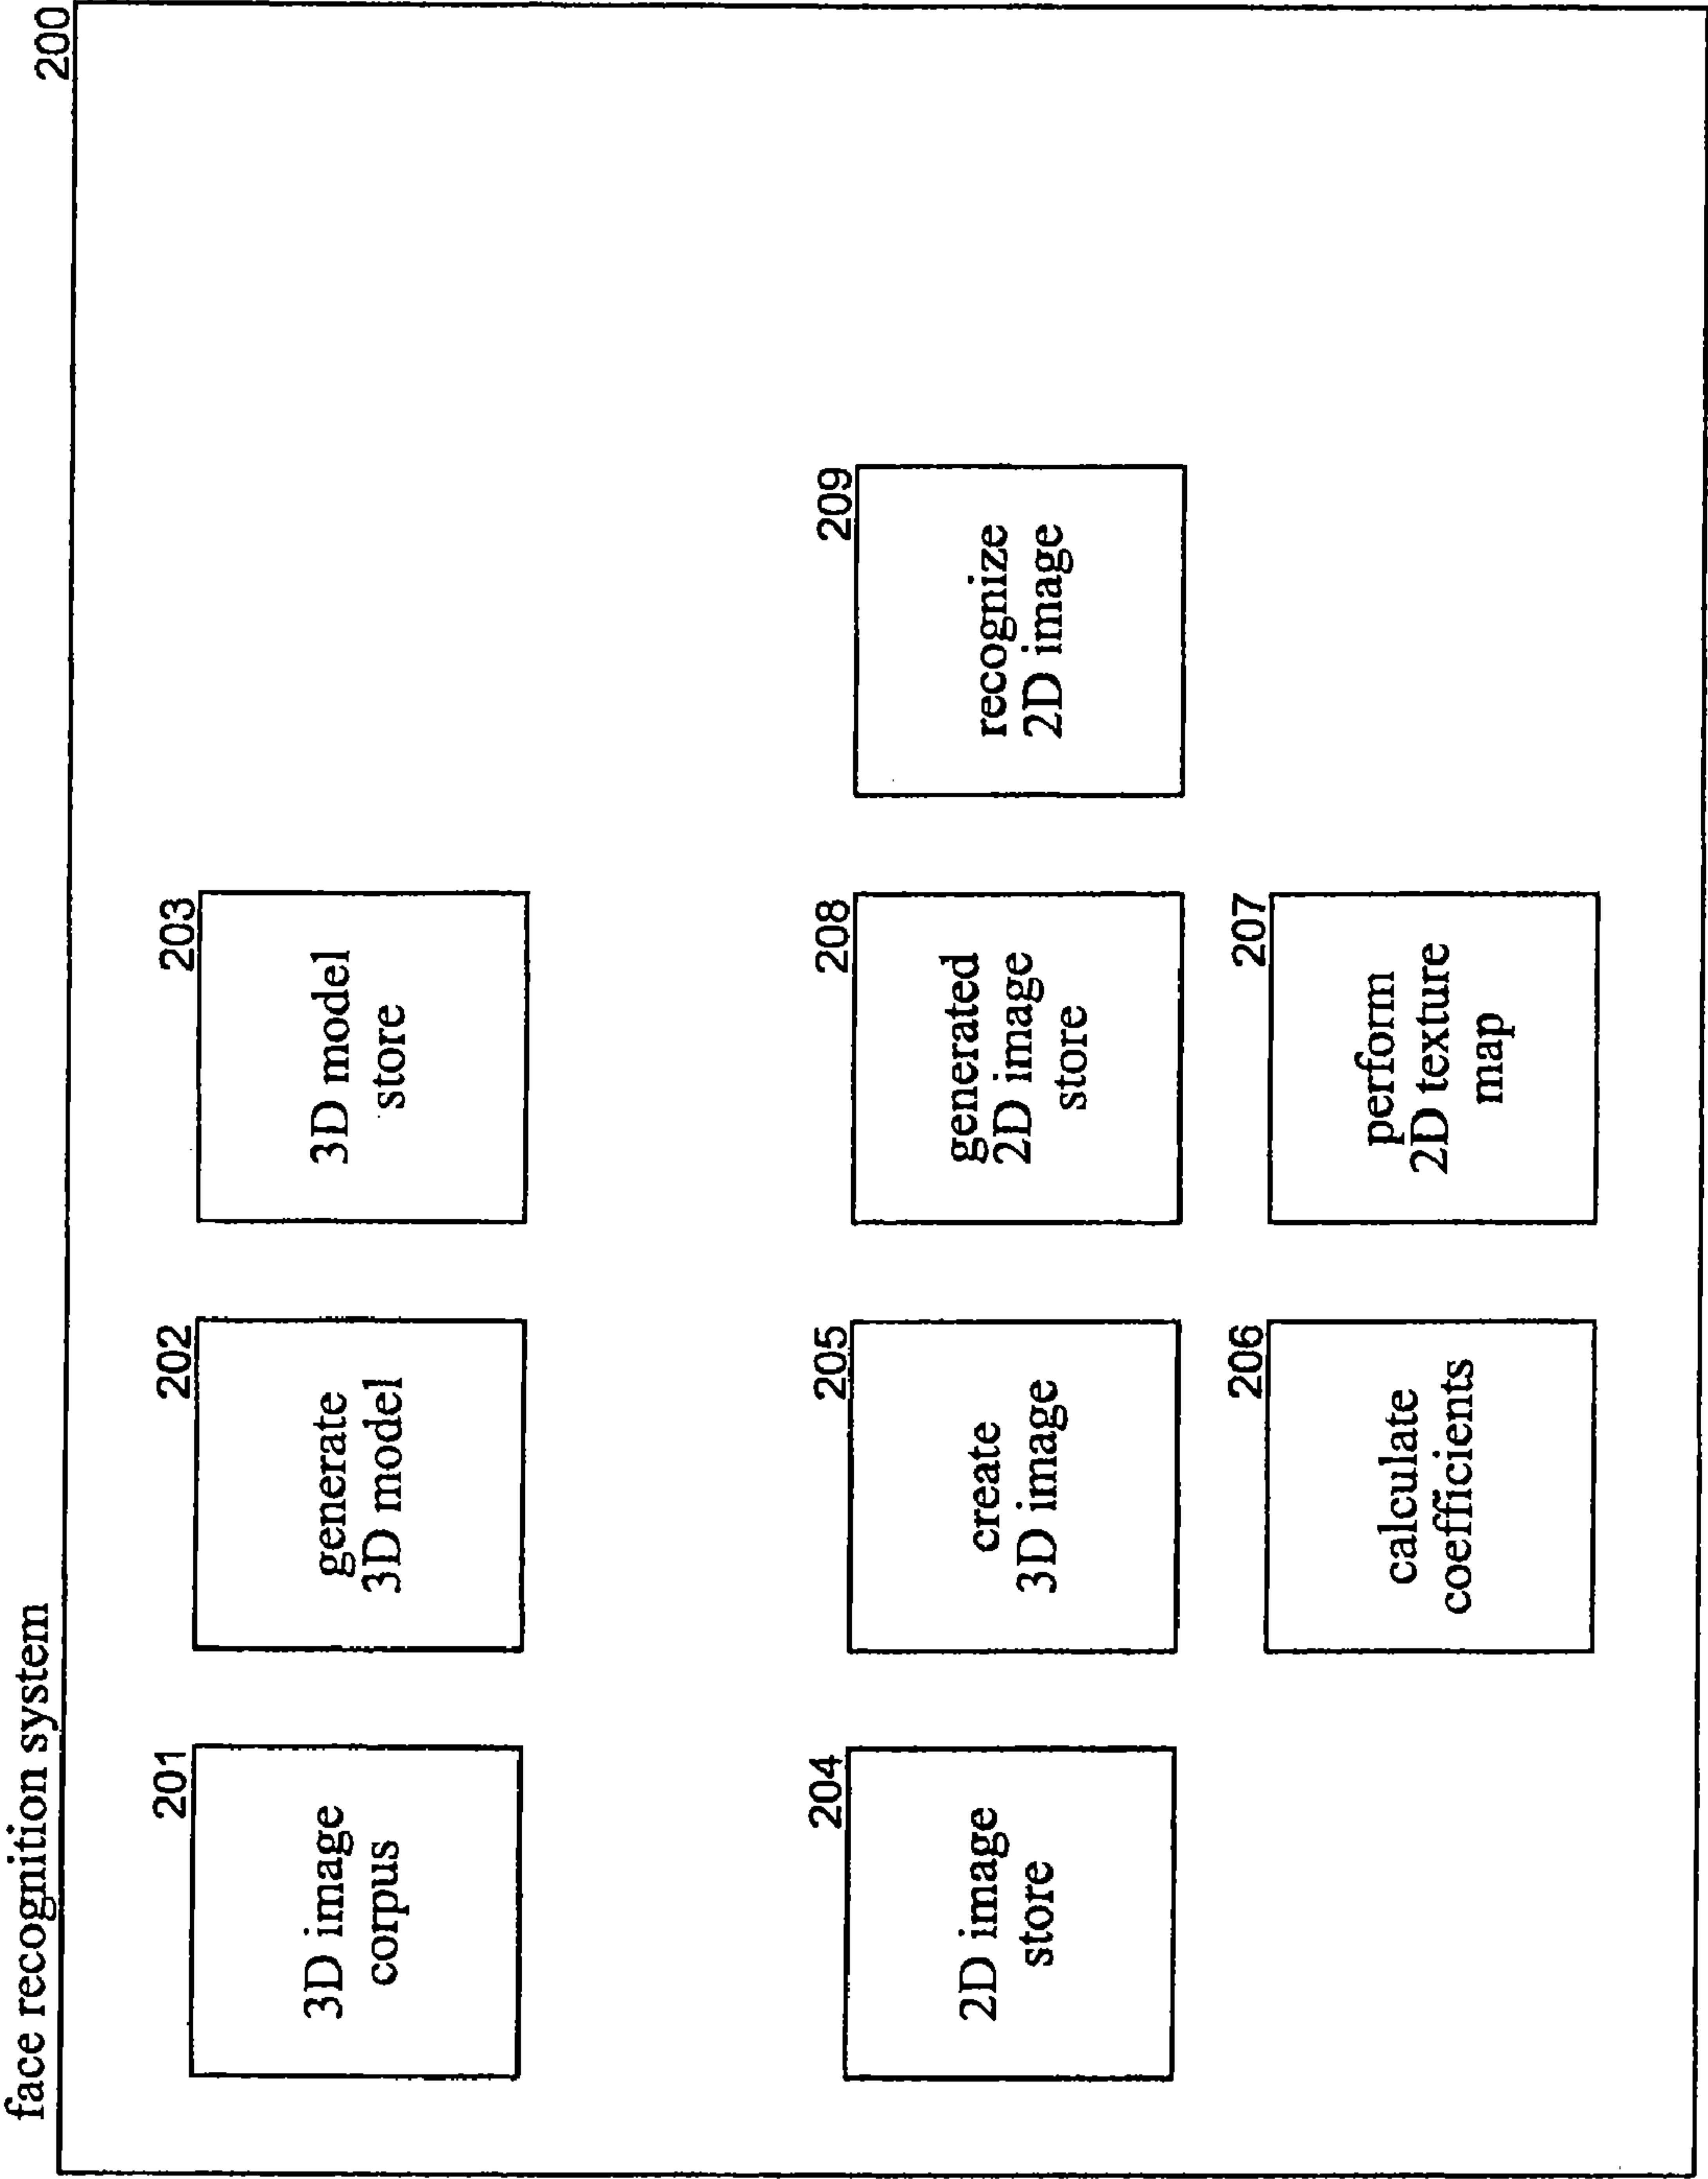 face recognition system
200
201
3D image
corpus
202
generate
3D model
203
3D model
store
204
2D image
store
205
create
3D image
208
generated
2D image
store
209
recognize
2D image
206
calculate
coefficients
207
perform
2D texture
map